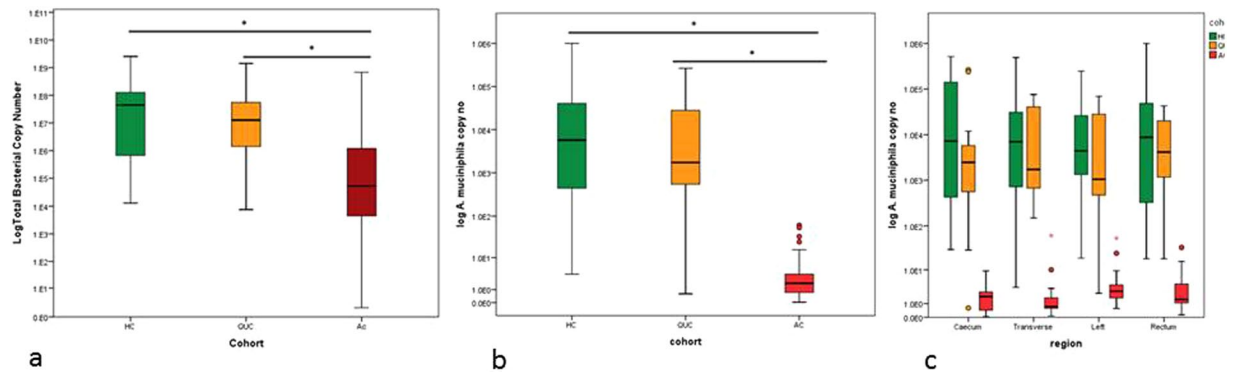 1.E11
1.E10
1.E9
1.E8
1.E7
1.E6
1.E5
1.E4
1.E3
1.E2
1.E1
1.E0
Log Total Bacterial Copy Number
*
*
HC
QUC
Ac
Cohort
a
1.0E6
1.0E5
1.0E4
1.0E3
1.0E2
1.0E1
1.0E0
0.0E0
log A. muciniphila copy no
*
*
HC
QUC
AC
cohort
b
1.0E6
1.0E5
1.0E4
1.0E3
1.0E2
1.0E1
1.0E0
0.0E0
log A. muciniphila copy no
Caecum
Transverse
Left
Rectum
region
coh
c